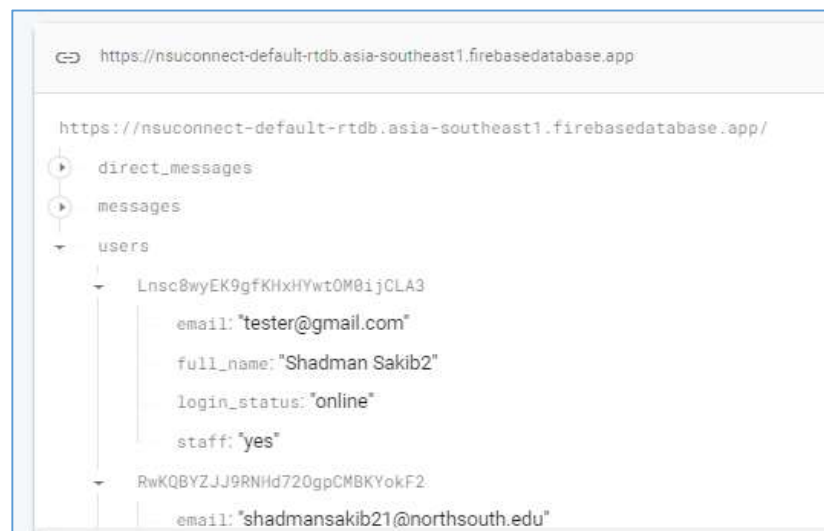 https://nsuconnect-default-rtdb.asia-southeast1.firebasedatabase.app
https://nsuconnect-default-rtdb.asia-southeast1.firebasedatabase.app/
direct_messages
messages
users
Lnsc8wyEK9gfKHxHYwtOM0ijCLA3
email: "tester@gmail.com"
full_name: "Shadman Sakib2"
login_status: "online"
staff: "yes"
RwKQBYZJJ9RNHd72OgpCMBKYokF2
email: "shadmansakib21@northsouth.edu"